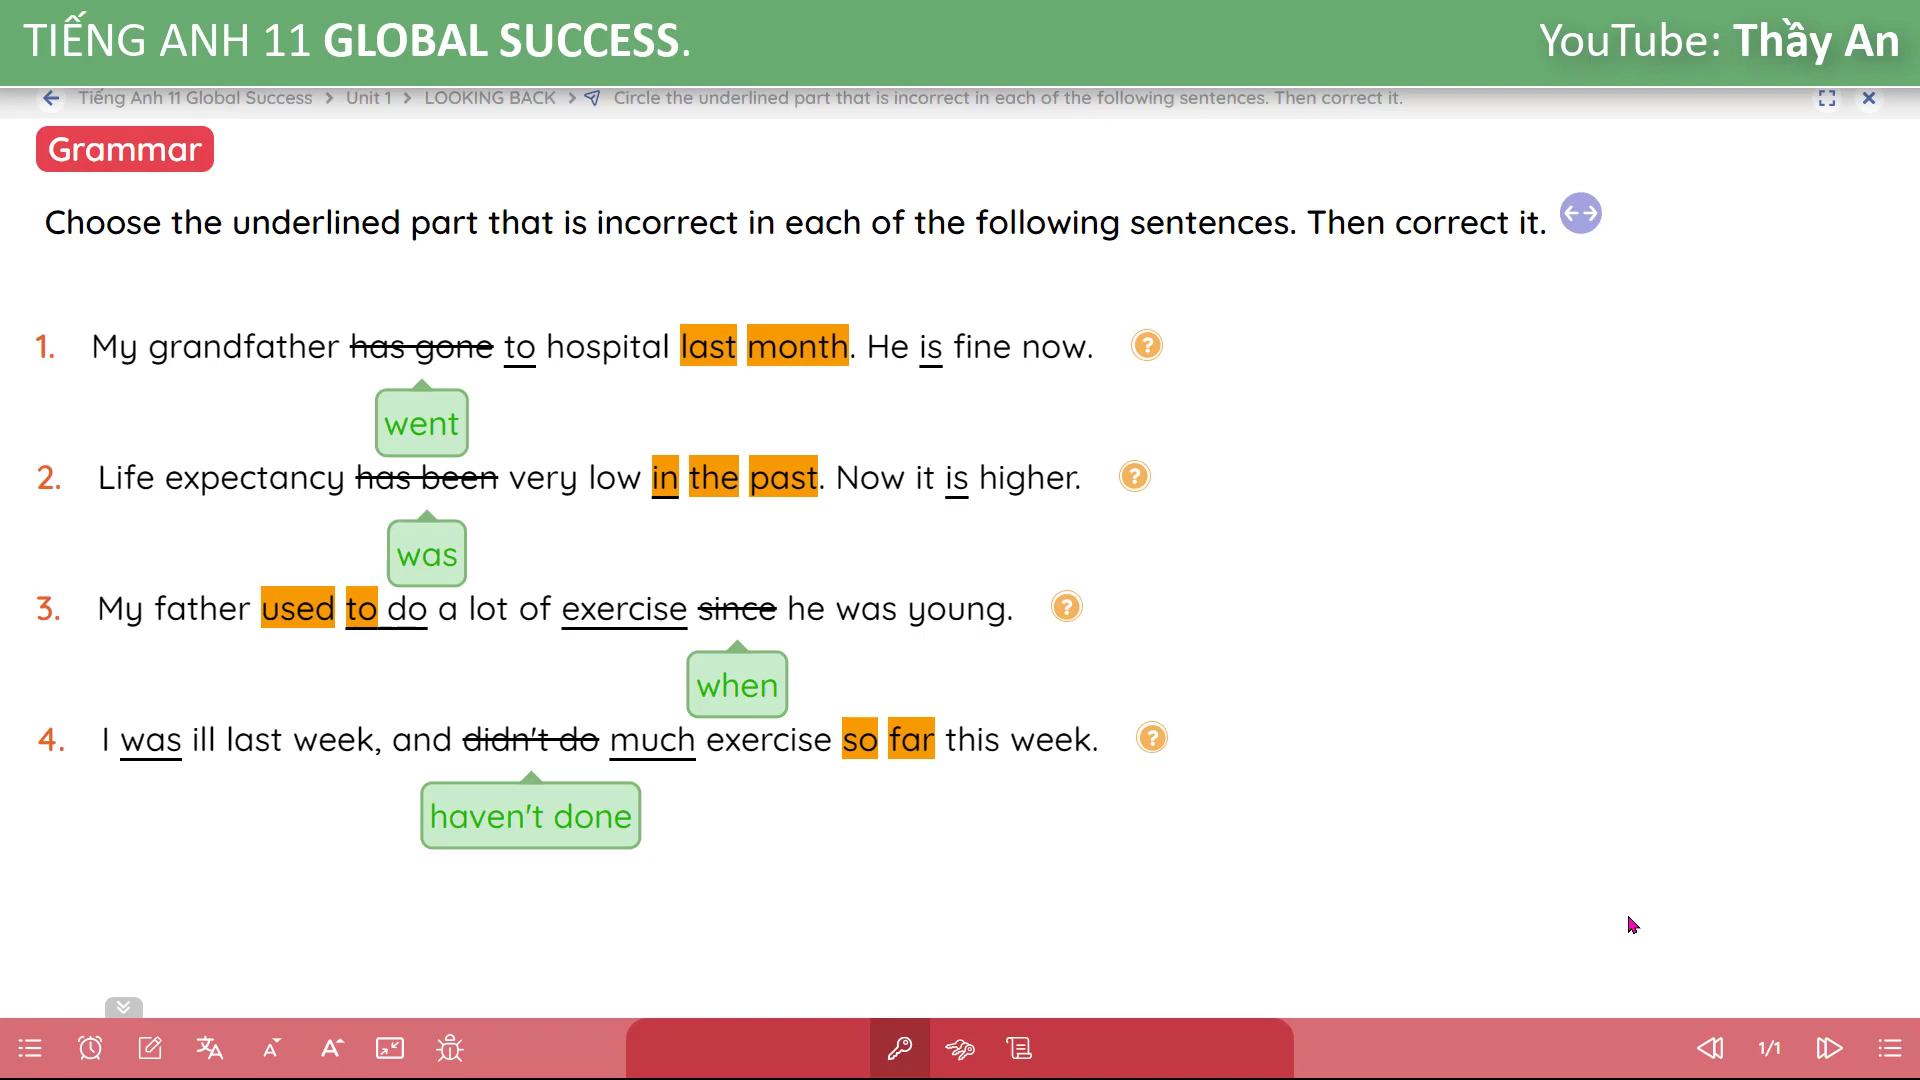 TIẾNG ANH 11 GLOBAL SUCCESS.
YouTube: Thầy An
Tiếng Anh 11 Global Success > Unit 1 > LOOKING BACK > Circle the underlined part that is incorrect in each of the following sentences. Then correct it.
Grammar
Choose the underlined part that is incorrect in each of the following sentences. Then correct it.
1. My grandfather has gone to hospital last month. He is fine now. ?
went
2. Life expectancy has been very low in the past. Now it is higher. ?
was
3. My father used to do a lot of exercise since he was young. ?
when
4. I was ill last week, and didn't do much exercise so far this week. ?
haven't done
A A 1/1